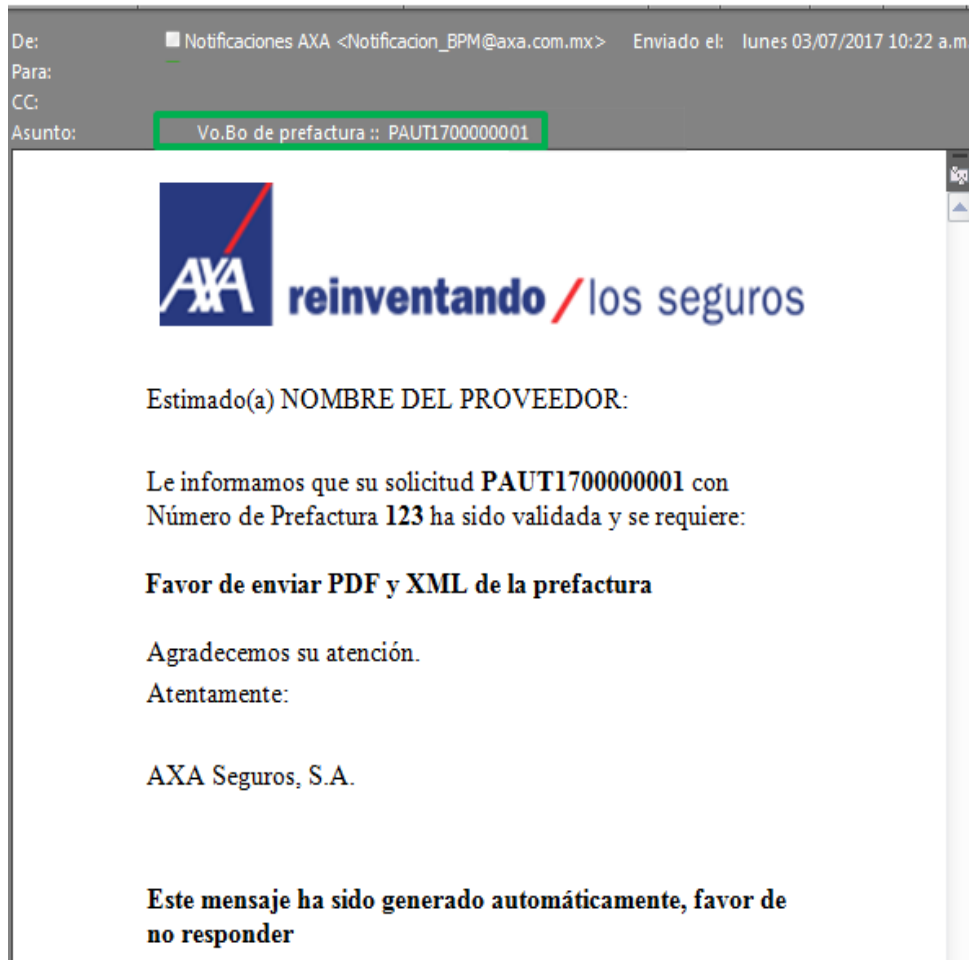 De: Notificaciones AXA <Notificacion_BPM@axa.com.mx> Enviado el: lunes 03/07/2017 10:22 a.m
Para:
CC:
Asunto: Vo.Bo de prefactura :: PAUT1700000001
AXA reinventando / los seguros
Estimado(a) NOMBRE DEL PROVEEDOR:
Le informamos que su solicitud PAUT1700000001 con
Número de Prefactura 123 ha sido validada y se requiere:
Favor de enviar PDF y XML de la prefactura
Agradecemos su atención.
Atentamente:
AXA Seguros, S.A.
Este mensaje ha sido generado automáticamente, favor de
no responder